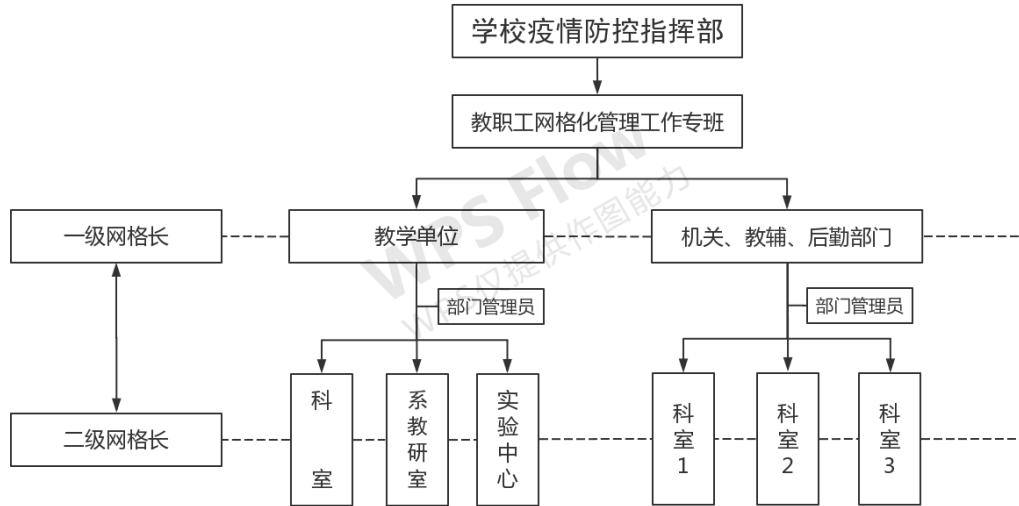 学校疫情防控指挥部
教职工网格化管理工作专班
一级网格长
教学单位
机关、教辅、后勤部门
部门管理员
部门管理员
二级网格长
科室
系教研室
实验中心
科室1
科室2
科室3
WPS Flow
WPS仅提供作图能力